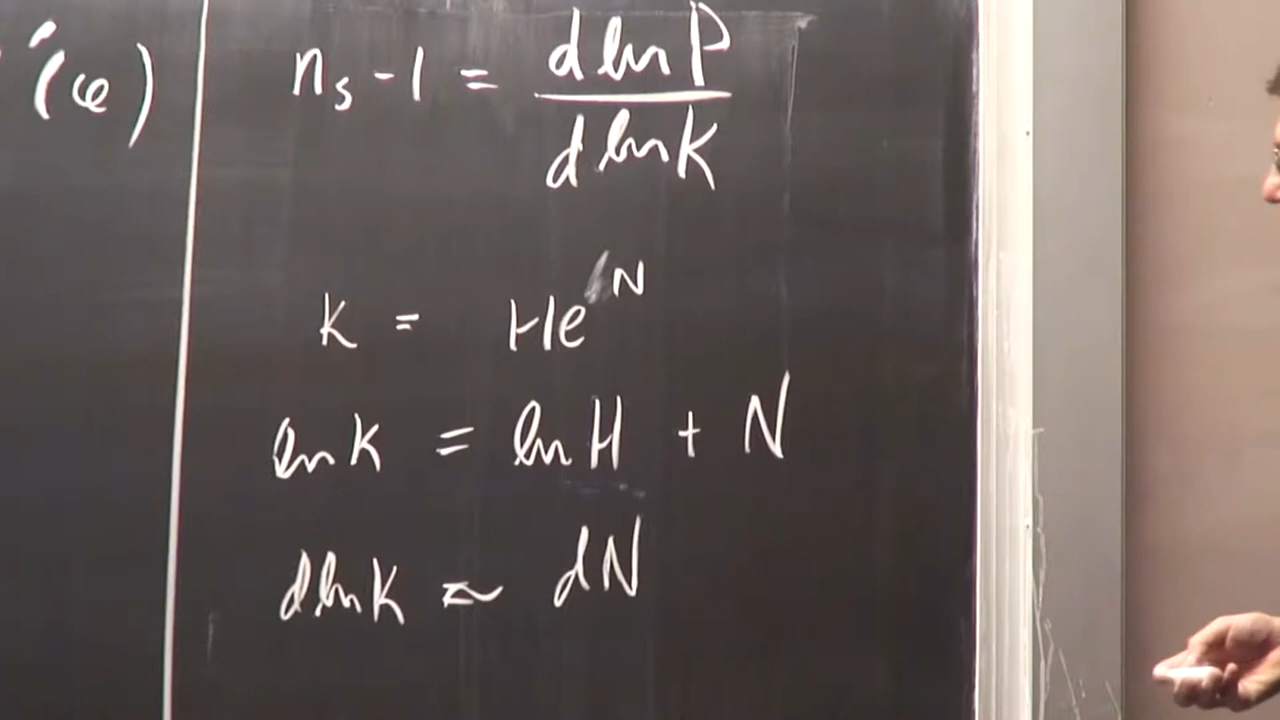 '(φ)
n_s - 1 = d ln P / d ln k
k = He^N
ln k = ln H + N
d ln k ≈ dN